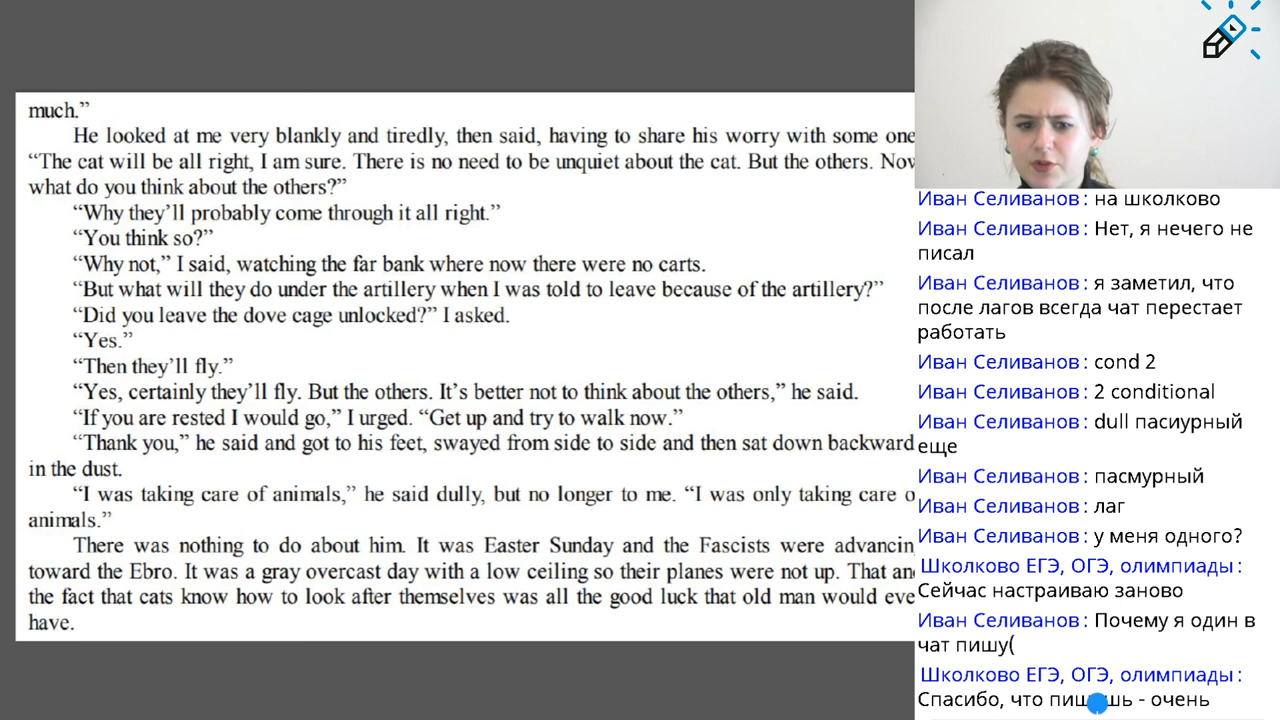 much.”
He looked at me very blankly and tiredly, then said, having to share his worry with some one
“The cat will be all right, I am sure. There is no need to be unquiet about the cat. But the others. Now
what do you think about the others?”
“Why they’ll probably come through it all right.”
“You think so?”
“Why not,” I said, watching the far bank where now there were no carts.
“But what will they do under the artillery when I was told to leave because of the artillery?”
“Did you leave the dove cage unlocked?” I asked.
“Yes.”
“Then they’ll fly.”
“Yes, certainly they’ll fly. But the others. It’s better not to think about the others,” he said.
“If you are rested I would go,” I urged. “Get up and try to walk now.”
“Thank you,” he said and got to his feet, swayed from side to side and then sat down backward
in the dust.
“I was taking care of animals,” he said dully, but no longer to me. “I was only taking care o
animals.”
There was nothing to do about him. It was Easter Sunday and the Fascists were advancin
toward the Ebro. It was a gray overcast day with a low ceiling so their planes were not up. That an
the fact that cats know how to look after themselves was all the good luck that old man would eve
have.
Иван Селиванов: на школково
Иван Селиванов: Нет, я нечего не
писал
Иван Селиванов: я заметил, что
после лагов всегда чат перестает
работать
Иван Селиванов: cond 2
Иван Селиванов: 2 conditional
Иван Селиванов: dull пасиурный
еще
Иван Селиванов: пасмурный
Иван Селиванов: лаг
Иван Селиванов: у меня одного?
Школково ЕГЭ, ОГЭ, олимпиады:
Сейчас настраиваю заново
Иван Селиванов: Почему я один в
чат пишу(
Школково ЕГЭ, ОГЭ, олимпиады:
Спасибо, что - очень